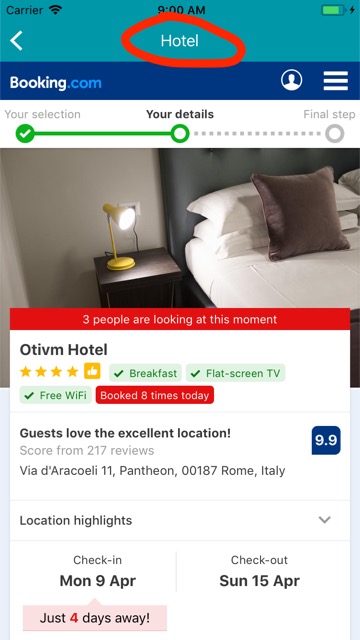 Carrier 9:00 AM
Hotel
Booking.com
Your selection Your details Final step
3 people are looking at this moment
Otivm Hotel
Breakfast Flat-screen TV
Free WiFi Booked 8 times today
Guests love the excellent location! 9.9
Score from 217 reviews
Via d'Aracoeli 11, Pantheon, 00187 Rome, Italy
Location highlights
Check-in Check-out
Mon 9 Apr Sun 15 Apr
Just 4 days away!